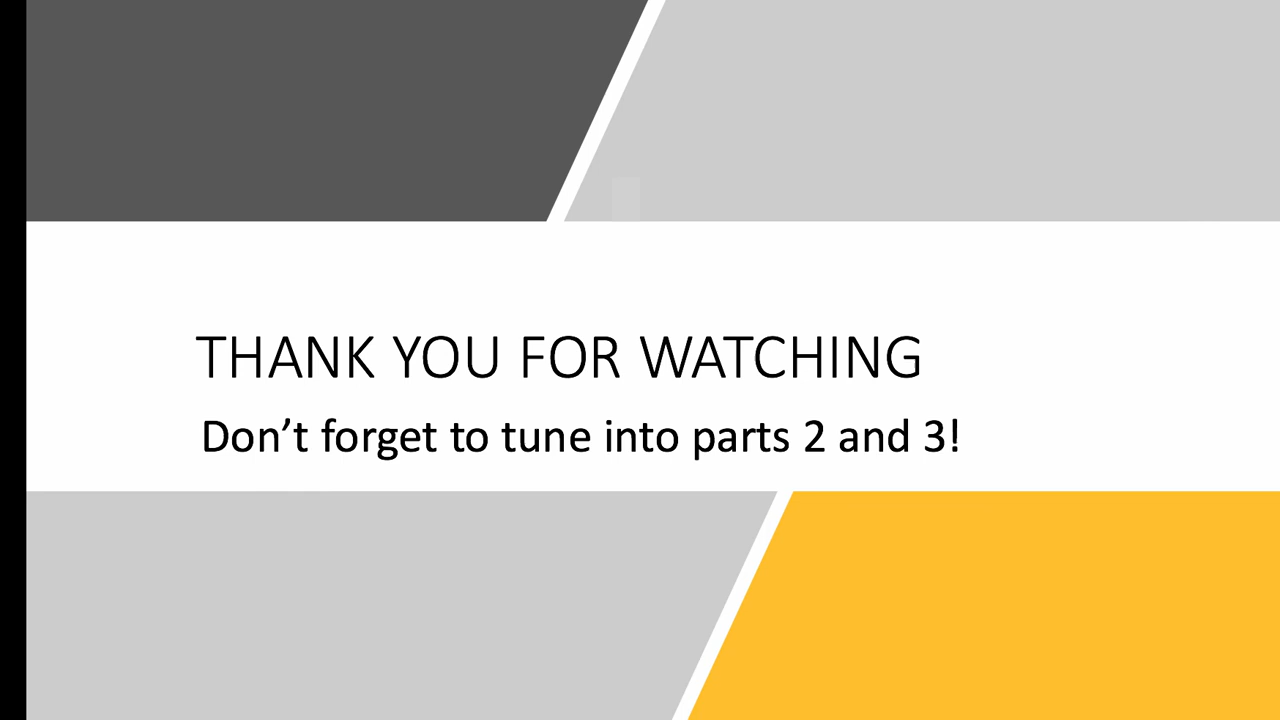 THANK YOU FOR WATCHING
Don’t forget to tune into parts 2 and 3!